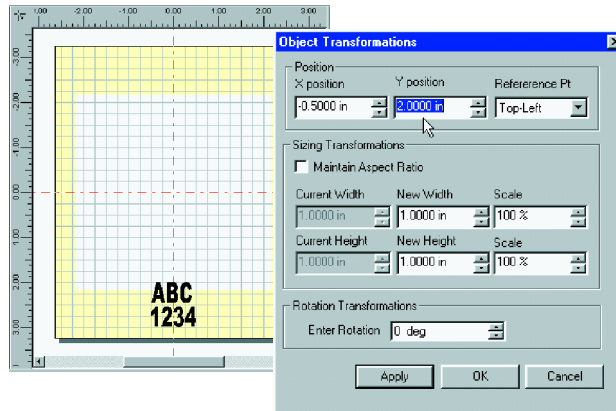 1.00 -2.00 -1.00 0.00 1.00 2.00 3.00
-3.00
-2.00
-1.00
0.00
1.00
2.00
3.00
ABC
1234
Object Transformations
Position
X position Y position Refererence Pt
-0.5000 in 2.0000 in Top-Left
Sizing Transformations
Maintain Aspect Ratio
Current Width New Width Scale
1.0000 in 1.0000 in 100 %
Current Height New Height Scale
1.0000 in 1.0000 in 100 %
Rotation Transformations
Enter Rotation 0 deg
Apply OK Cancel